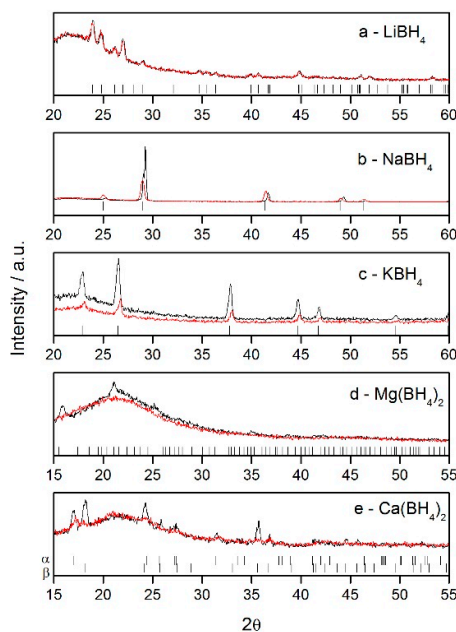 a - LiBH4
20 25 30 35 40 45 50 55 60
b - NaBH4
20 25 30 35 40 45 50 55 60
c - KBH4
20 25 30 35 40 45 50 55 60
d - Mg(BH4)2
15 20 25 30 35 40 45 50 55
e - Ca(BH4)2
α
β
15 20 25 30 35 40 45 50 55
2θ
Intensity / a.u.